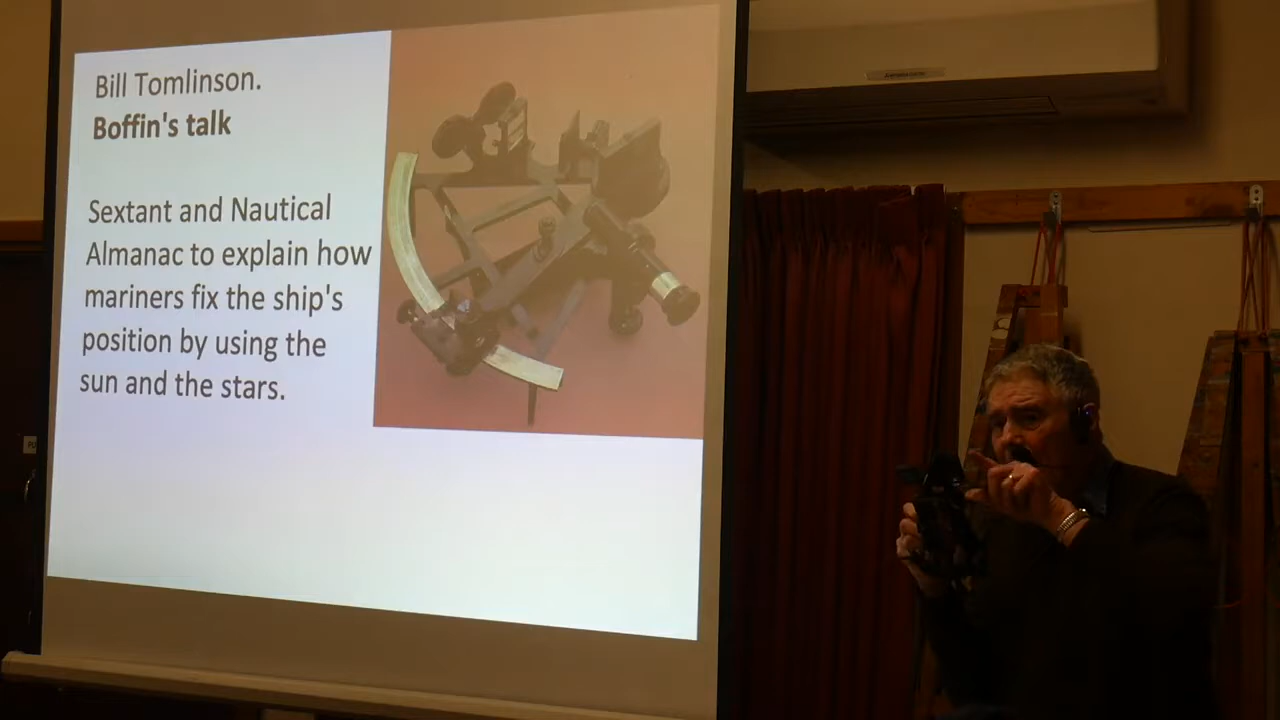 Bill Tomlinson.
Boffin's talk
Sextant and Nautical
Almanac to explain how
mariners fix the ship's
position by using the
sun and the stars.